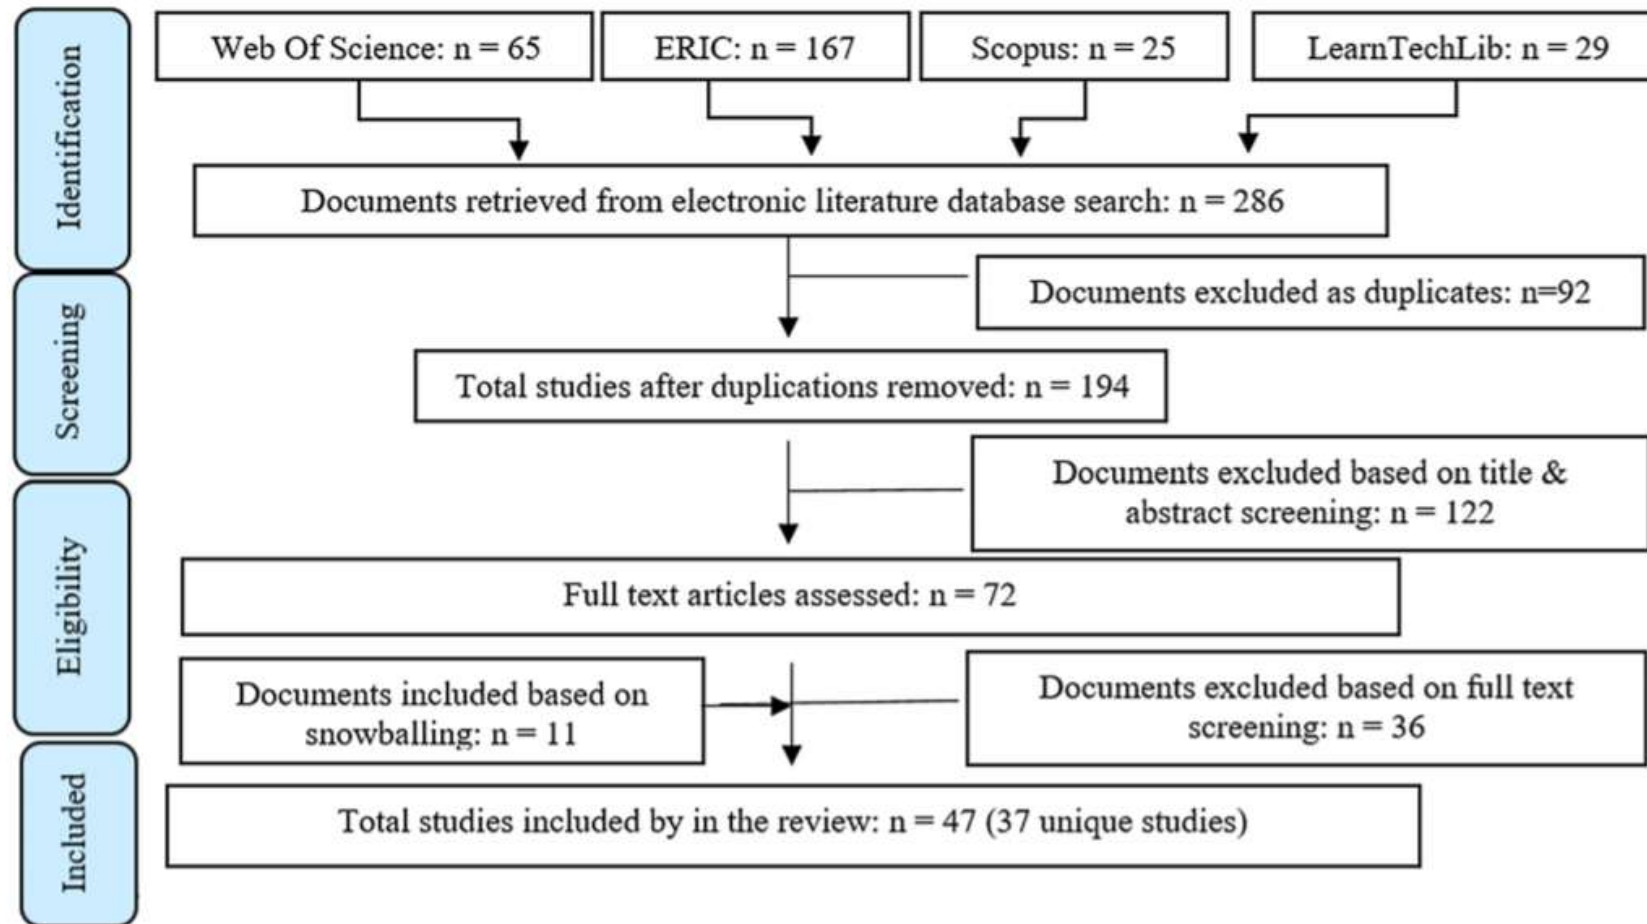 Identification
Web Of Science: n = 65
ERIC: n = 167
Scopus: n = 25
LearnTechLib: n = 29
Documents retrieved from electronic literature database search: n = 286
Screening
Documents excluded as duplicates: n=92
Total studies after duplications removed: n = 194
Eligibility
Documents excluded based on title &
abstract screening: n = 122
Full text articles assessed: n = 72
Documents included based on
snowballing: n = 11
Documents excluded based on full text
screening: n = 36
Included
Total studies included by in the review: n = 47 (37 unique studies)